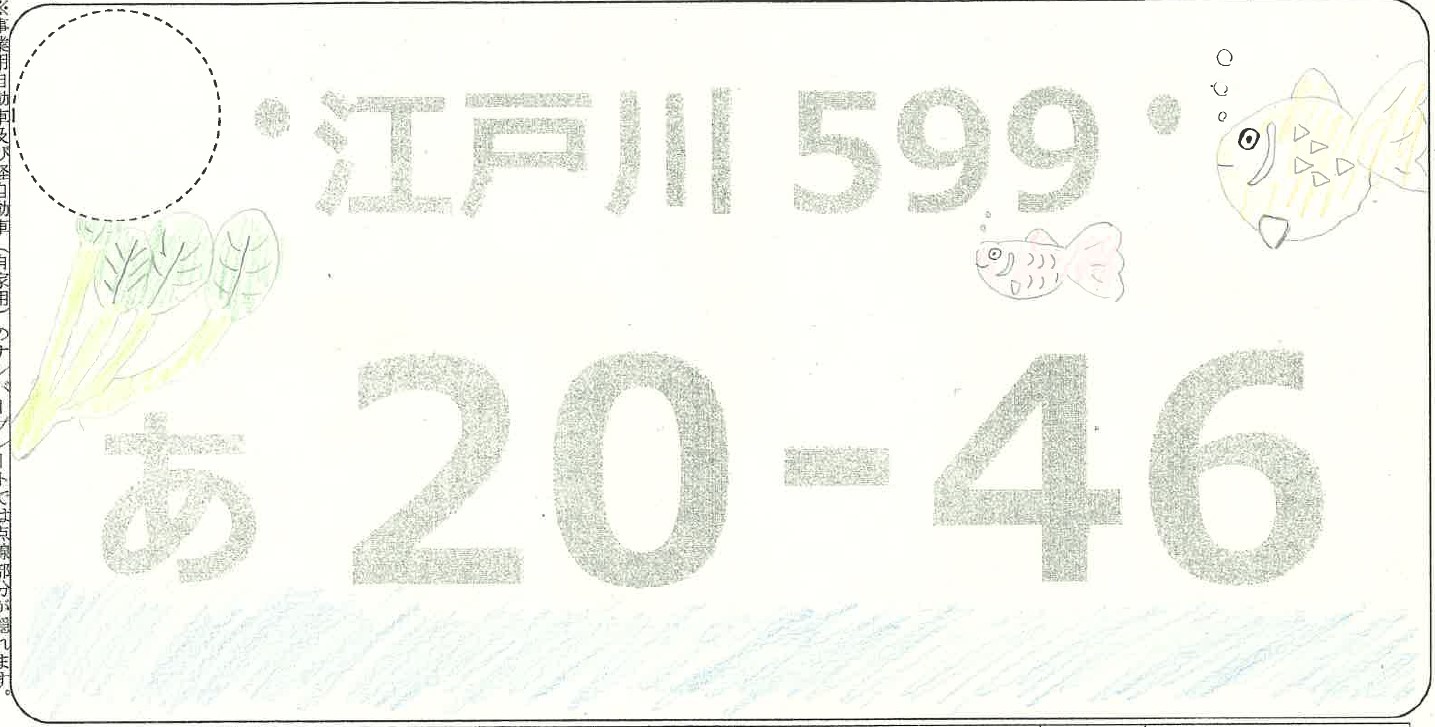 ※事業用自動車及び軽自動車（自家用）のナンバープレートでは点線部分が隠れます。
江戸川 599
あ 20-46